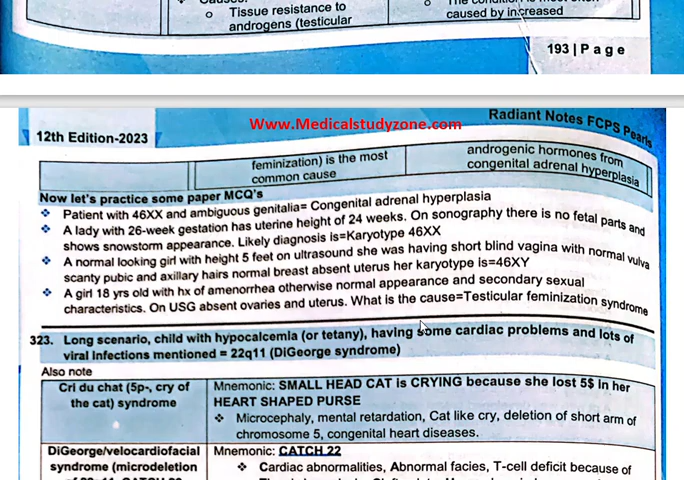 Causes:
o Tissue resistance to
androgens (testicular
o The condition is most often
caused by increased
193 | P a g e
Www.Medicalstudyzone.com
Radiant Notes FCPS Pearls
12th Edition-2023
feminization) is the most
common cause
androgenic hormones from
congenital adrenal hyperplasia
Now let's practice some paper MCQ's
❖ Patient with 46XX and ambiguous genitalia= Congenital adrenal hyperplasia
❖ A lady with 26-week gestation has uterine height of 24 weeks. On sonography there is no fetal parts and
shows snowstorm appearance. Likely diagnosis is=Karyotype 46XX
❖ A normal looking girl with height 5 feet on ultrasound she was having short blind vagina with normal vulva
scanty pubic and axillary hairs normal breast absent uterus her karyotype is=46XY
❖ A girl 18 yrs old with hx of amenorrhea otherwise normal appearance and secondary sexual
characteristics. On USG absent ovaries and uterus. What is the cause=Testicular feminization syndrome
323. Long scenario, child with hypocalcemia (or tetany), having some cardiac problems and lots of
viral infections mentioned = 22q11 (DiGeorge syndrome)
Also note
Cri du chat (5p-, cry of
the cat) syndrome
Mnemonic: SMALL HEAD CAT is CRYING because she lost 5$ in her
HEART SHAPED PURSE
❖ Microcephaly, mental retardation, Cat like cry, deletion of short arm of
chromosome 5, congenital heart diseases.
DiGeorge/velocardiofacial
syndrome (microdeletion
Mnemonic: CATCH 22
❖ Cardiac abnormalities, Abnormal facies, T-cell deficit because of